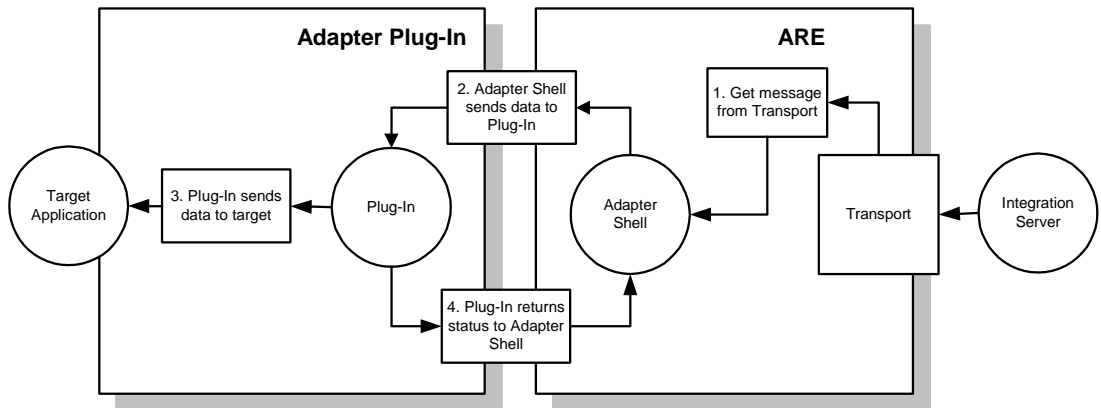 Adapter Plug-In
ARE
2. Adapter Shell
sends data to
Plug-In
1. Get message
from Transport
Target
Application
3. Plug-In sends
data to target
Plug-In
Adapter
Shell
Transport
Integration
Server
4. Plug-In returns
status to Adapter
Shell